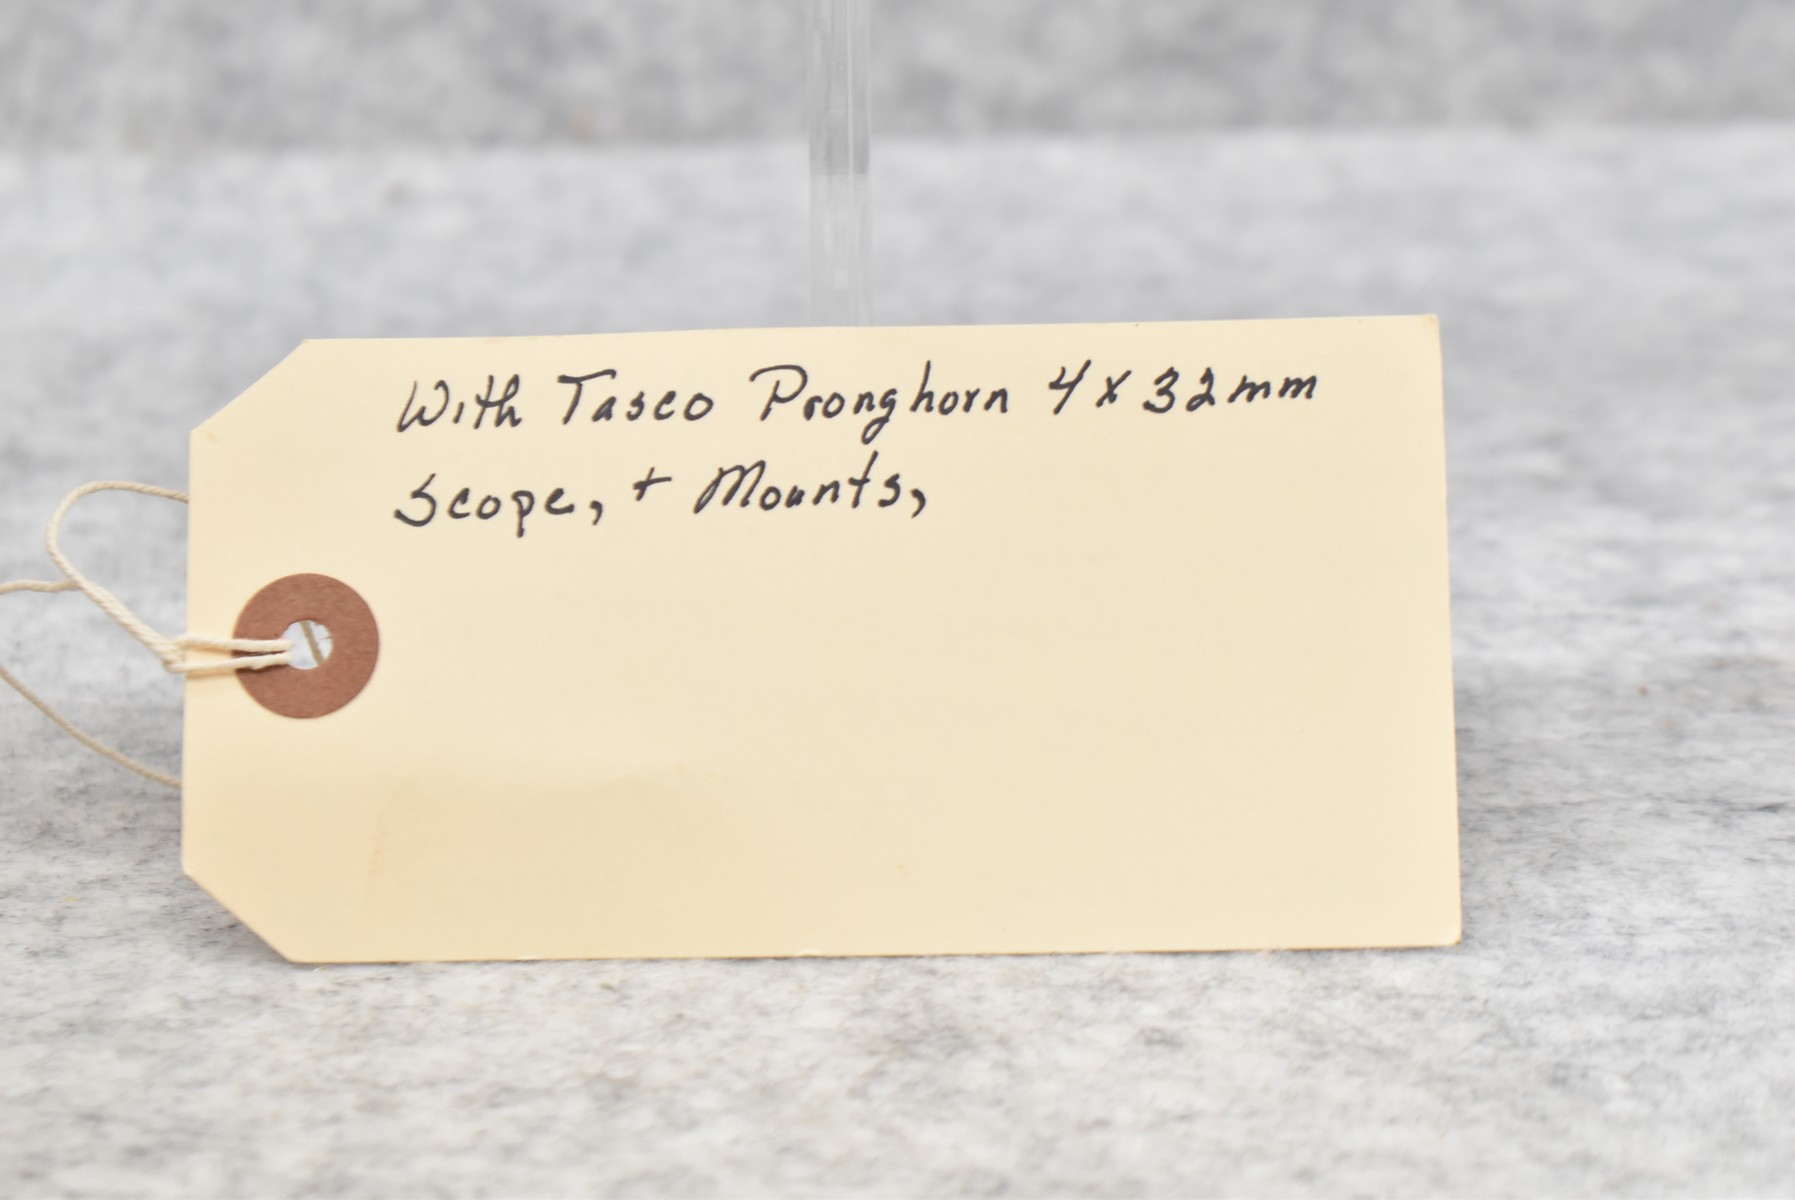 With Tasco Pronghorn 4x32mm
Scope, + Mounts,